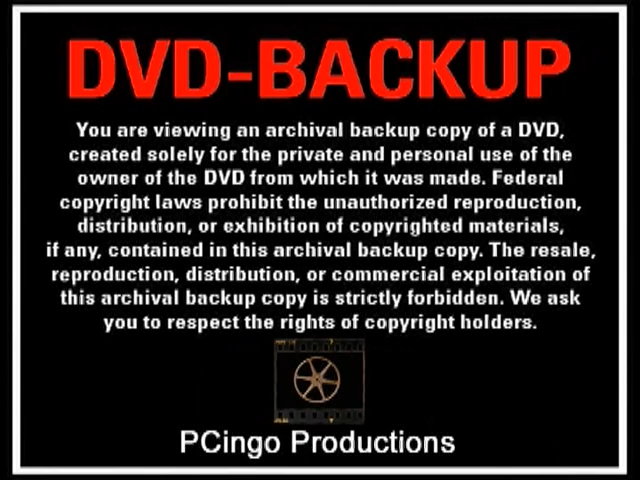 DVD-BACKUP
You are viewing an archival backup copy of a DVD,
created solely for the private and personal use of the
owner of the DVD from which it was made. Federal
copyright laws prohibit the unauthorized reproduction,
distribution, or exhibition of copyrighted materials,
if any, contained in this archival backup copy. The resale,
reproduction, distribution, or commercial exploitation of
this archival backup copy is strictly forbidden. We ask
you to respect the rights of copyright holders.
PCingo Productions